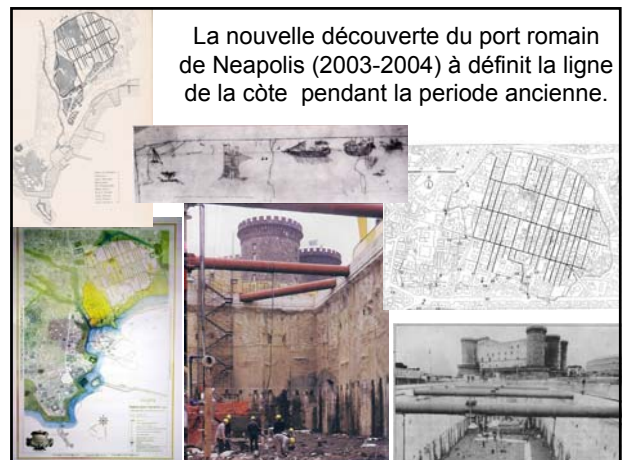 La nouvelle découverte du port romain
de Neapolis (2003-2004) à définit la ligne
de la còte pendant la periode ancienne.